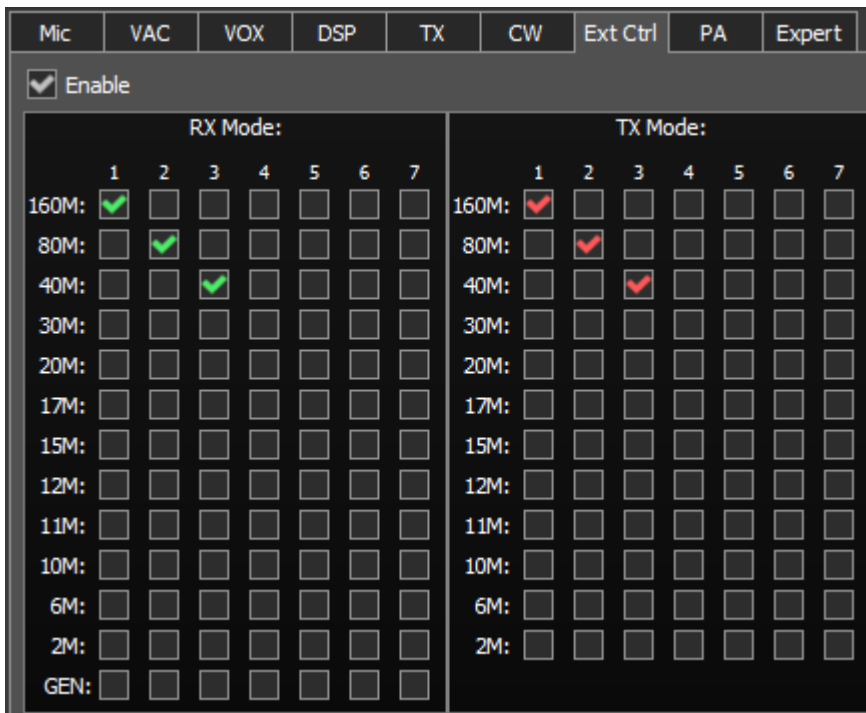 Mic VAC VOX DSP TX CW Ext Ctrl PA Expert
Enable
RX Mode: TX Mode:
1 2 3 4 5 6 7 1 2 3 4 5 6 7
160M: 160M:
80M: 80M:
40M: 40M:
30M: 30M:
20M: 20M:
17M: 17M:
15M: 15M:
12M: 12M:
11M: 11M:
10M: 10M:
6M: 6M:
2M: 2M:
GEN: